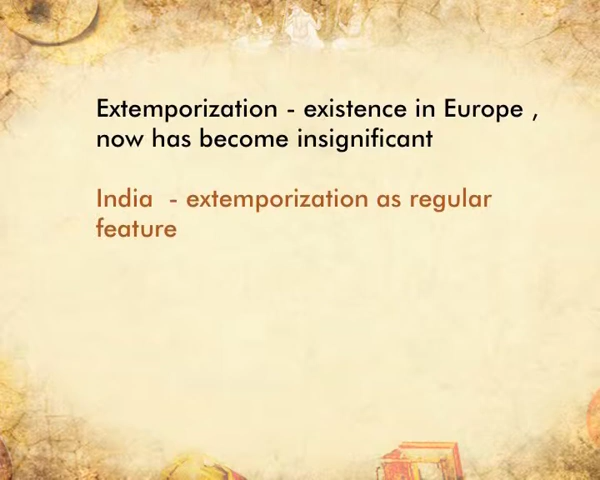 Extemporization - existence in Europe ,
now has become insignificant
India - extemporization as regular
feature